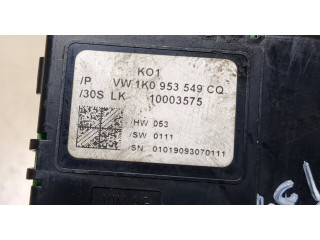 KO1
/P VW 1K0 953 549 CQ
/30S LK 10003575
/HW 053
/SW 0111
/SN 01019093070111